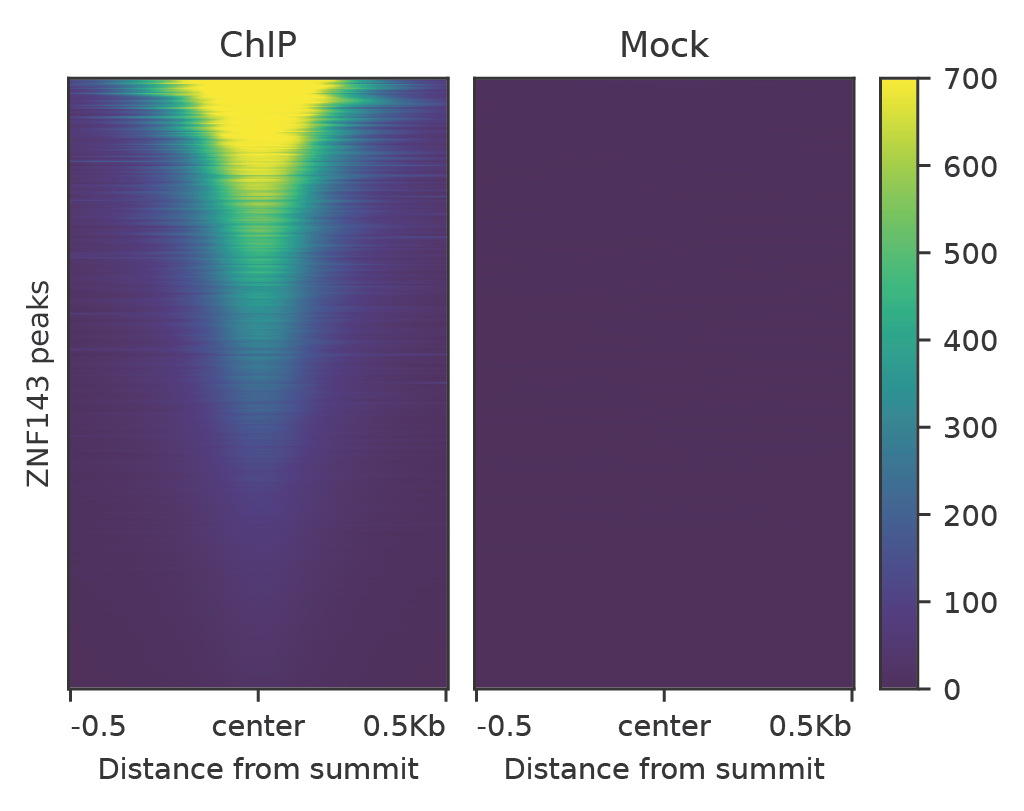 ChIP
Mock
ZNF143 peaks
700
600
500
400
300
200
100
0
-0.5 center 0.5Kb
-0.5 center 0.5Kb
Distance from summit
Distance from summit